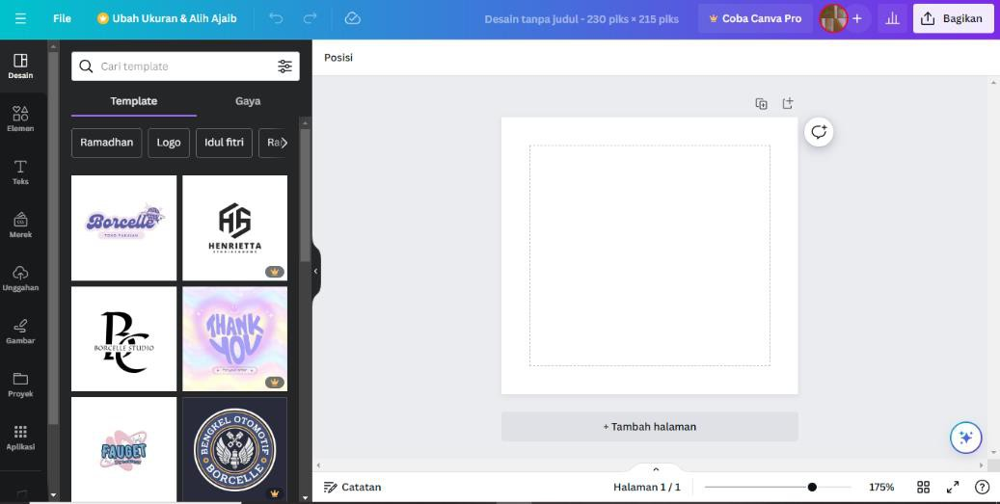 File
Ubah Ukuran & Alih Ajaib
Desain tanpa judul - 230 piks × 215 piks
Coba Canva Pro
Bagikan
Desain
Elemen
Teks
Merek
Unggahan
Gambar
Proyek
Aplikasi
Cari template
Template
Gaya
Ramadhan
Logo
Idul fitri
Borcelle
TOKO PAKAIAN
HENRIETTA
BORCELLE STUDIO
THANK YOU
FAUGET
BENGKEL OTOMOTIF
BORCELLE
Posisi
+ Tambah halaman
Catatan
Halaman 1 / 1
175%